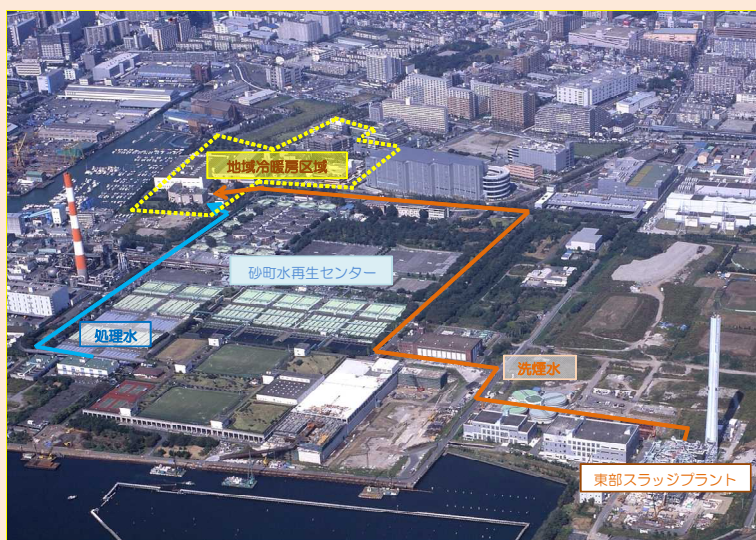 地域冷暖房区域
砂町水再生センター
処理水
洗煙水
東部スラッジプラント